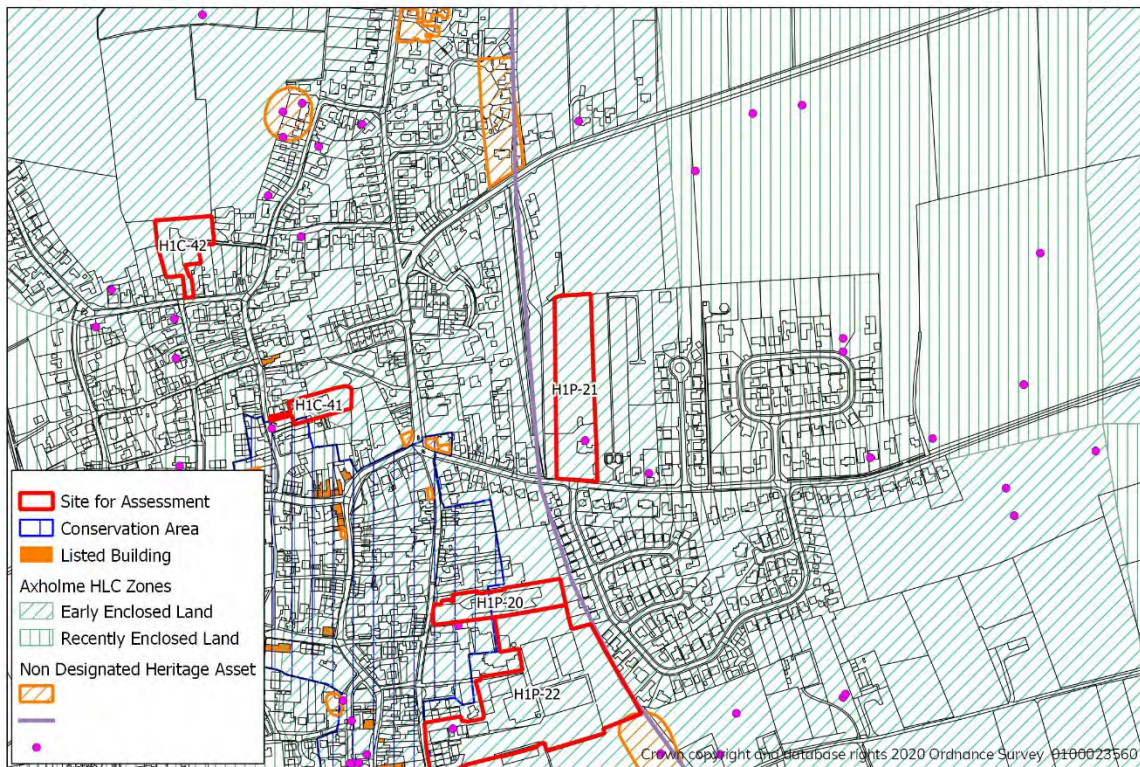 H1C-42
H1P-21
H1C-41
Site for Assessment
Conservation Area
Listed Building
Axholme HLC Zones
Early Enclosed Land
Recently Enclosed Land
Non Designated Heritage Asset
H1P-20
H1P-22
Crown copyright and database rights 2020 Ordnance Survey 0100023560